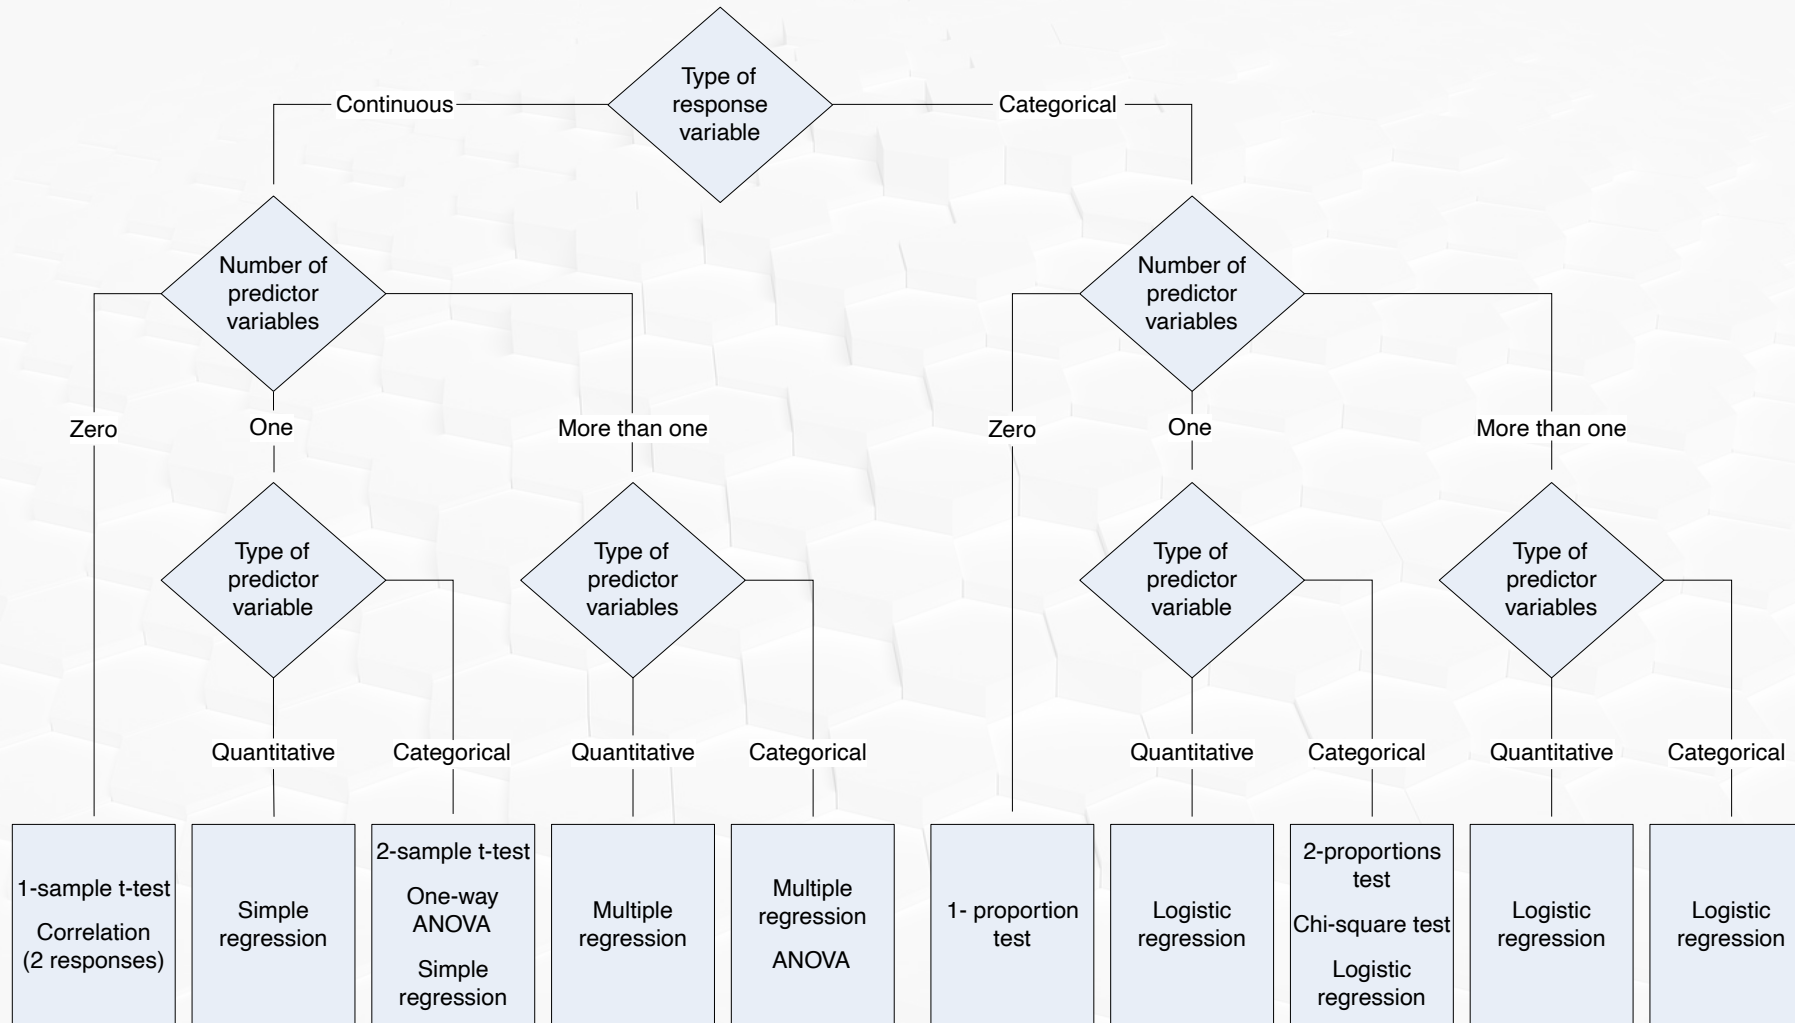 Type of
response
variable
Continuous
Categorical
Number of
predictor
variables
Number of
predictor
variables
Zero
One
More than one
Zero
One
More than one
Type of
predictor
variable
Type of
predictor
variables
Type of
predictor
variable
Type of
predictor
variables
Quantitative
Categorical
Quantitative
Categorical
Quantitative
Categorical
Quantitative
Categorical
1-sample t-test
Correlation
(2 responses)
Simple
regression
2-sample t-test
One-way
ANOVA
Simple
regression
Multiple
regression
Multiple
regression
ANOVA
1- proportion
test
Logistic
regression
2-proportions
test
Chi-square test
Logistic
regression
Logistic
regression
Logistic
regression